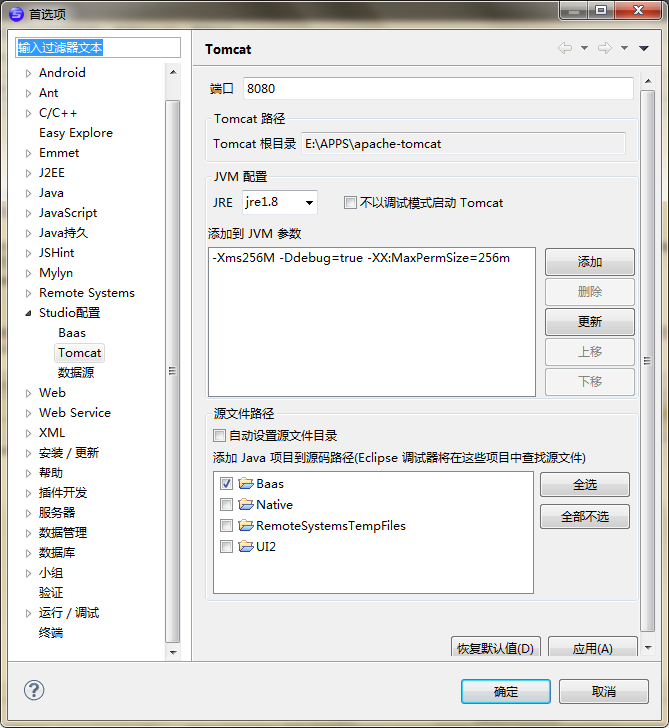 首选项
输入过滤器文本
Android
Ant
C/C++
Easy Explore
Emmet
J2EE
Java
JavaScript
Java持久
JSHint
Mylyn
Remote Systems
Studio配置
Baas
Tomcat
数据源
Web
Web Service
XML
安装 / 更新
帮助
插件开发
服务器
数据管理
数据库
小组
验证
运行 / 调试
终端
Tomcat
端口 8080
Tomcat 路径
Tomcat 根目录 E:\APPS\apache-tomcat
JVM 配置
JRE jre1.8 不以调试模式启动 Tomcat
添加到 JVM 参数
-Xms256M -Ddebug=true -XX:MaxPermSize=256m
添加
删除
更新
上移
下移
源文件路径
自动设置源文件目录
添加 Java 项目到源码路径(Eclipse 调试器将在这些项目中查找源文件)
Baas
Native
RemoteSystemsTempFiles
UI2
全选
全部不选
恢复默认值(D) 应用(A)
确定 取消